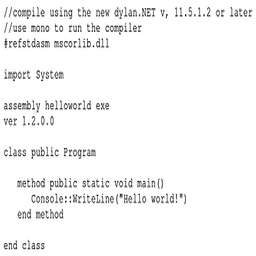 //compile using the new dylan.NET v, 11.5.1.2 or later
//use mono to run the compiler
#refstdasm mscorlib.dll
import System
assembly helloworld exe
ver 1.2.0.0
class public Program
method public static void main()
Console::WriteLine("Hello world!")
end method
end class